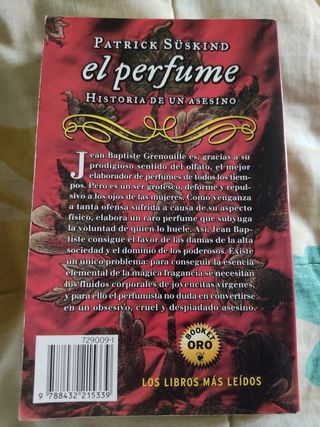 PATRICK SÜSKIND
el perfume
HISTORIA DE UN ASESINO
Jean Baptiste Grenouille es, gracias a su
prodigioso sentido del olfato, el mejor
elaborador de perfumes de todos los tiem-
pos. Pero es un ser grotesco, deforme y repul-
sivo a los ojos de las mujeres. Como venganza
a tanta ofensa sufrida a causa de su aspecto
físico, elabora un raro perfume que subyuga
la voluntad de quien lo huele. Así, Jean Bap-
tiste consigue el favor de las damas de la alta
sociedad y el dominio de los poderosos. Existe
un único problema: para conseguir la esencia
elemental de la mágica fragancia se necesitan
los fluidos corporales de jovencitas vírgenes,
y para ello el perfumista no duda en convertirse
en un obsesivo, cruel y despiadado asesino.
729009-1
9 788432 215339
BOOKET
ORO
LOS LIBROS MÁS LEÍDOS